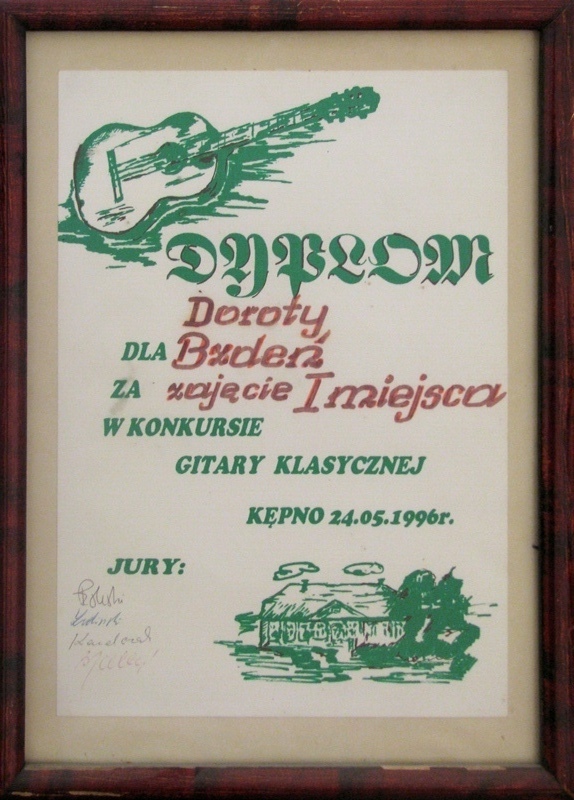 DYPLOM
Doroty
DLA Bzdeń
ZA zajęcie I miejsca
W KONKURSIE
GITARY KLASYCZNEJ
KĘPNO 24.05.1996r.
JURY: